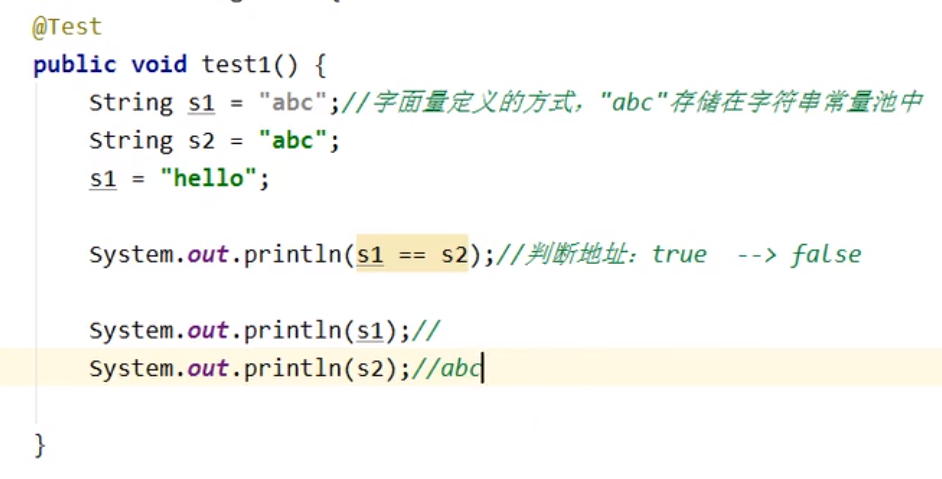 @Test
public void test1() {
String s1 = "abc";//字面量定义的方式，"abc"存储在字符串常量池中
String s2 = "abc";
s1 = "hello";
System.out.println(s1 == s2);//判断地址：true --> false
System.out.println(s1);//
System.out.println(s2);//abc
}